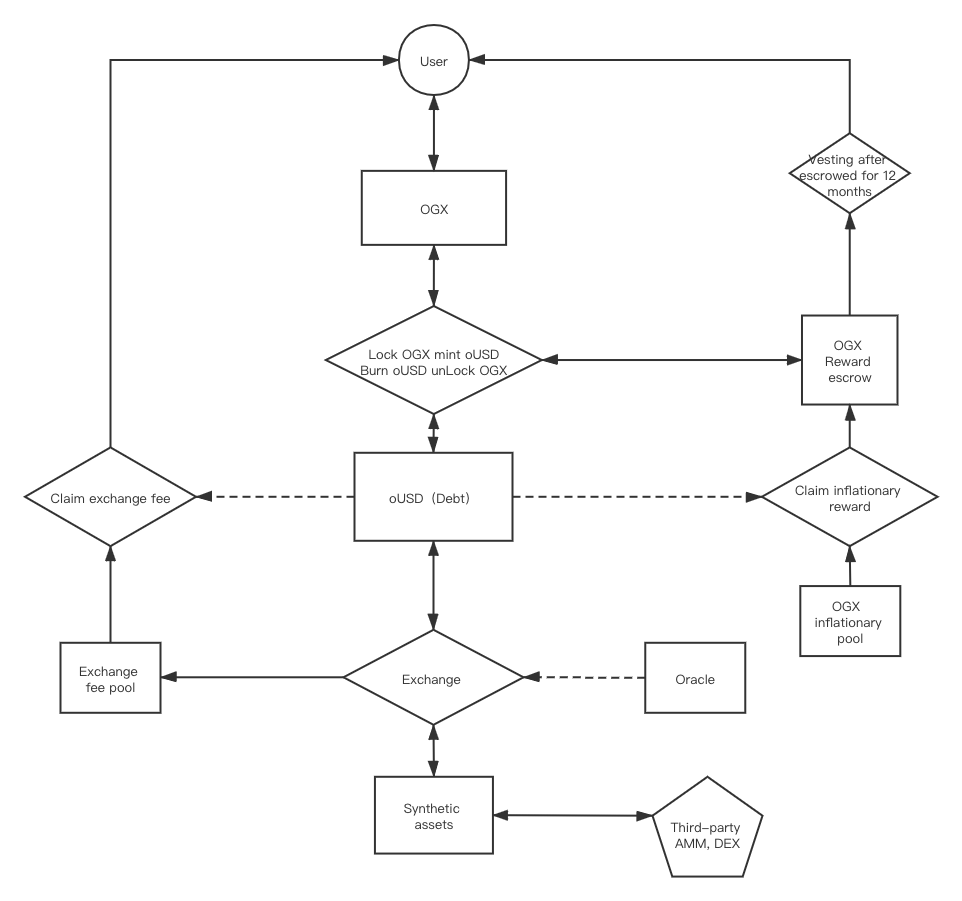 User
Vesting after
escrowed for 12
months
OGX
Lock OGX mint oUSD
Burn oUSD unLock OGX
OGX
Reward
escrow
Claim exchange fee
oUSD (Debt)
Claim inflationary
reward
OGX
inflationary
pool
Exchange
fee pool
Exchange
Oracle
Synthetic
assets
Third-party
AMM, DEX